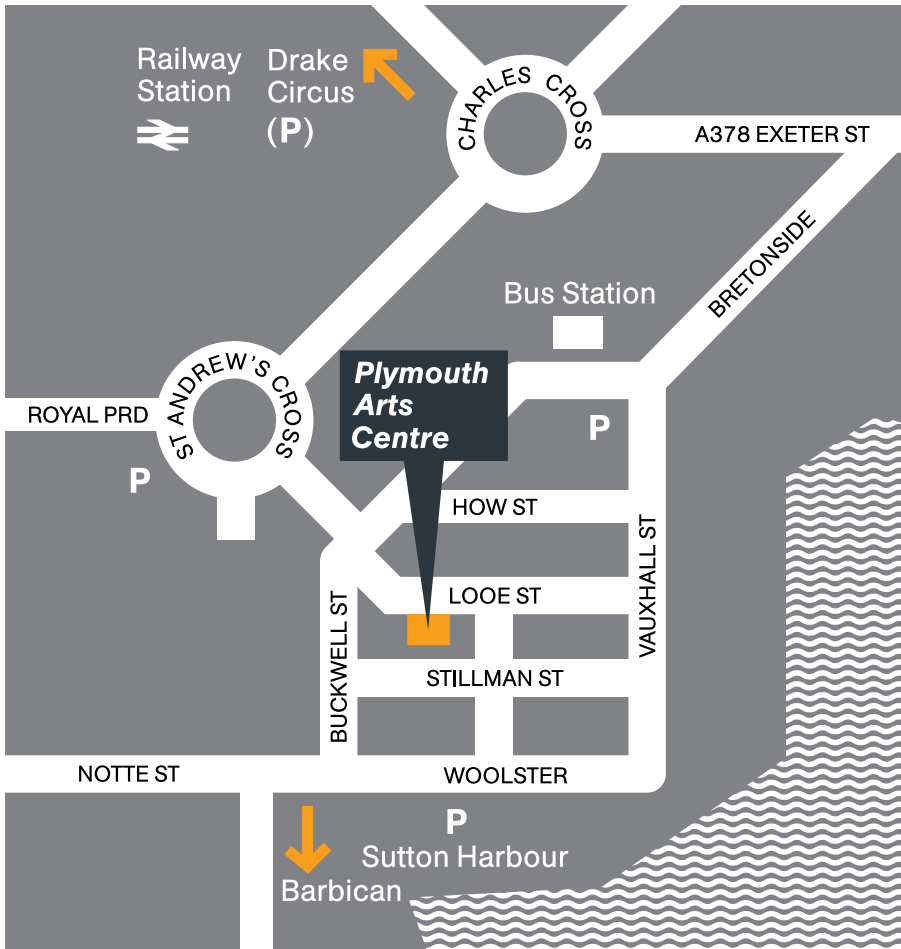 Railway
Station
Drake
Circus
(P)
CHARLES CROSS
A378 EXETER ST
BRETONSIDE
Bus Station
ST ANDREW'S CROSS
ROYAL PRD
Plymouth
Arts
Centre
P
P
HOW ST
VAUXHALL ST
LOOE ST
BUCKWELL ST
STILLMAN ST
NOTTE ST
WOOLSTER
P
Sutton Harbour
Barbican